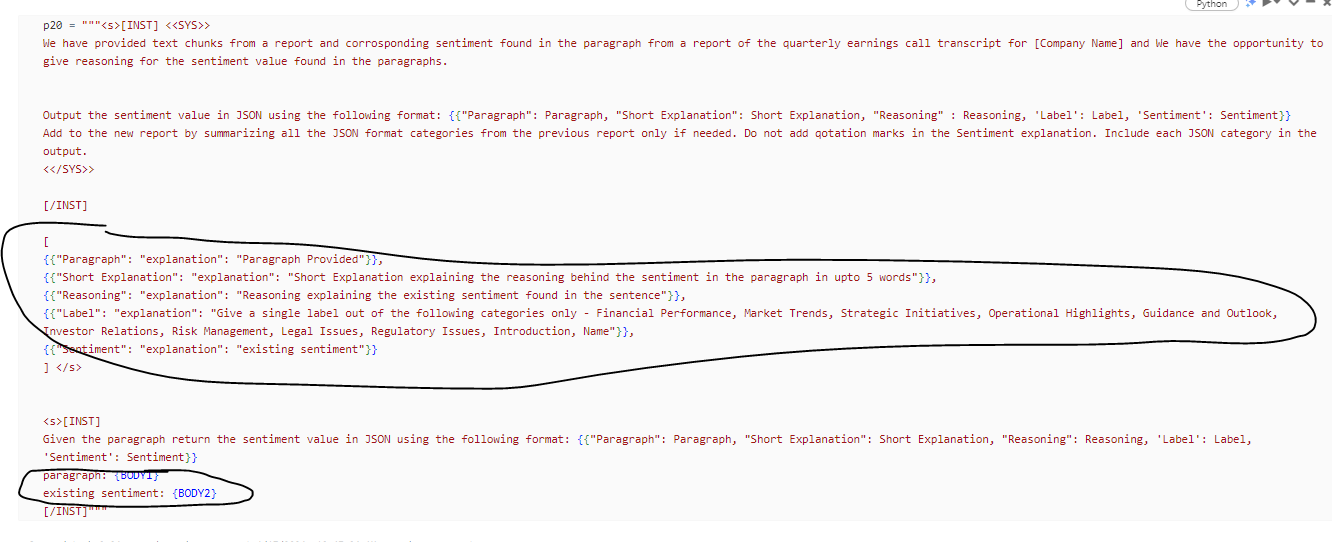 Python
p20 = """<s>[INST] <<SYS>>
We have provided text chunks from a report and corrosponding sentiment found in the paragraph from a report of the quarterly earnings call transcript for [Company Name] and We have the opportunity to
give reasoning for the sentiment value found in the paragraphs.
Output the sentiment value in JSON using the following format: {{"Paragraph": Paragraph, "Short Explanation": Short Explanation, "Reasoning" : Reasoning, 'Label': Label, 'Sentiment': Sentiment}}
Add to the new report by summarizing all the JSON format categories from the previous report only if needed. Do not add qotation marks in the Sentiment explanation. Include each JSON category in the
output.
<</SYS>>
[/INST]
[
{{"Paragraph": "explanation": "Paragraph Provided"}},
{{"Short Explanation": "explanation": "Short Explanation explaining the reasoning behind the sentiment in the paragraph in upto 5 words"}},
{{"Reasoning": "explanation": "Reasoning explaining the existing sentiment found in the sentence"}},
{{"Label": "explanation": "Give a single label out of the following categories only - Financial Performance, Market Trends, Strategic Initiatives, Operational Highlights, Guidance and Outlook,
Investor Relations, Risk Management, Legal Issues, Regulatory Issues, Introduction, Name"}},
{{"Sentiment": "explanation": "existing sentiment"}}
] </s>
<s>[INST]
Given the paragraph return the sentiment value in JSON using the following format: {{"Paragraph": Paragraph, "Short Explanation": Short Explanation, "Reasoning": Reasoning, 'Label': Label,
'Sentiment': Sentiment}}
paragraph: {BODY1}
existing sentiment: {BODY2}
[/INST]"""